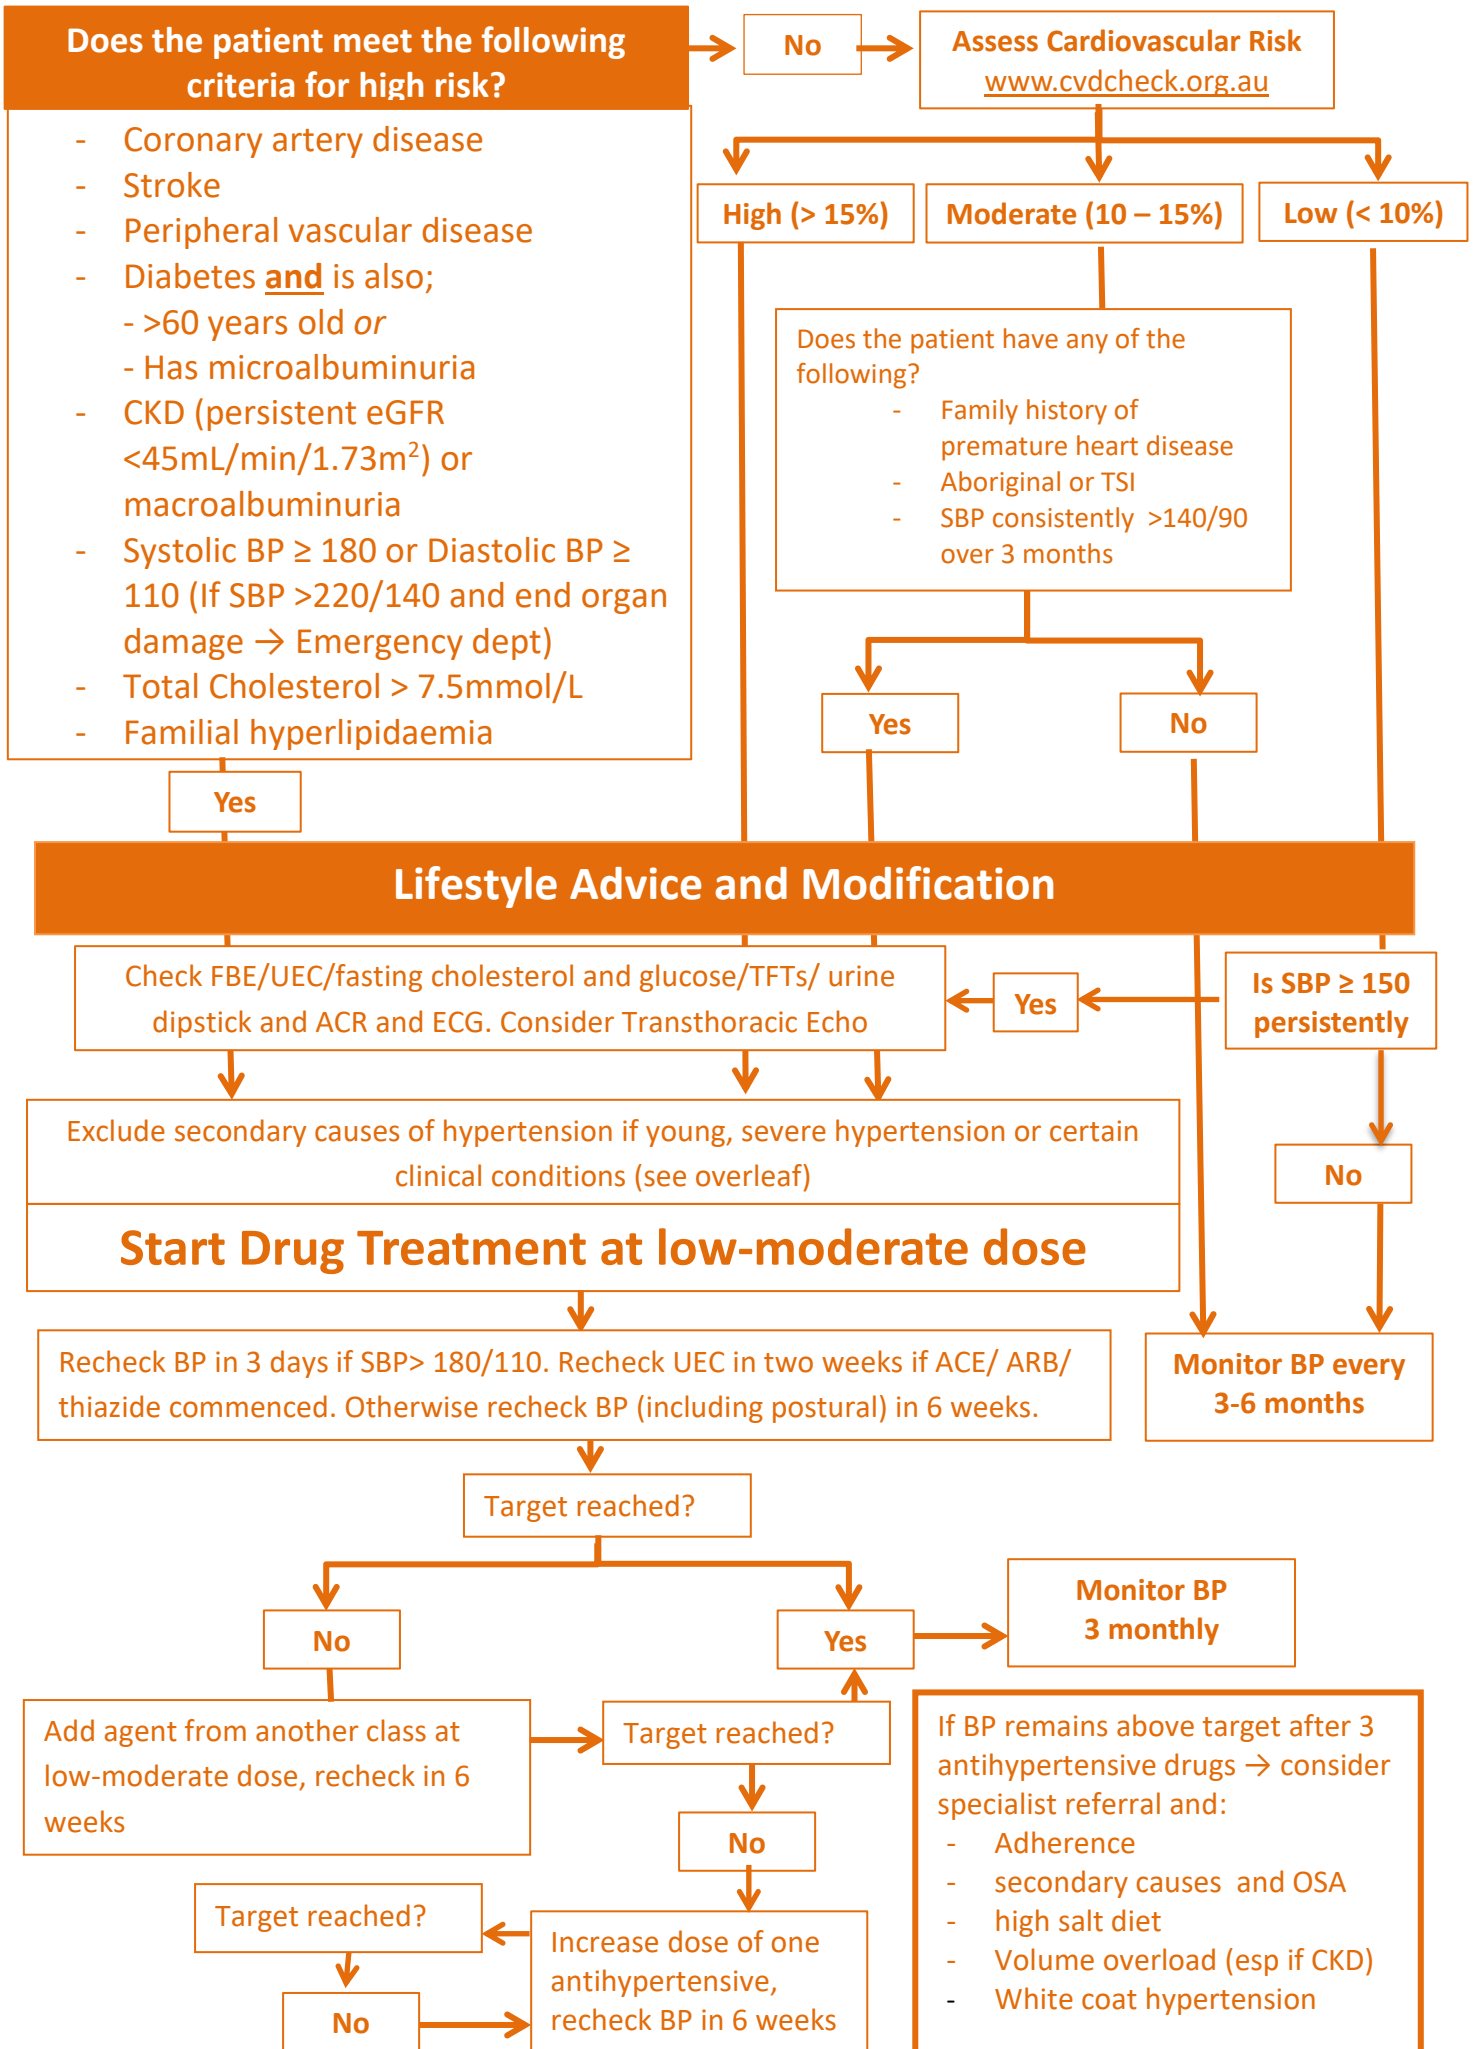 Does the patient meet the following
criteria for high risk?
No
Assess Cardiovascular Risk
www.cvdcheck.org.au
- Coronary artery disease
- Stroke
- Peripheral vascular disease
- Diabetes and is also;
- >60 years old or
- Has microalbuminuria
- CKD (persistent eGFR
<45mL/min/1.73m²) or
macroalbuminuria
- Systolic BP ≥ 180 or Diastolic BP ≥
110 (If SBP >220/140 and end organ
damage → Emergency dept)
- Total Cholesterol > 7.5mmol/L
- Familial hyperlipidaemia
High (> 15%)
Moderate (10 – 15%)
Low (< 10%)
Does the patient have any of the
following?
- Family history of
premature heart disease
- Aboriginal or TSI
- SBP consistently >140/90
over 3 months
Yes
No
Yes
Lifestyle Advice and Modification
Check FBE/UEC/fasting cholesterol and glucose/TFTs/ urine
dipstick and ACR and ECG. Consider Transthoracic Echo
Yes
Is SBP ≥ 150
persistently
Exclude secondary causes of hypertension if young, severe hypertension or certain
clinical conditions (see overleaf)
No
Start Drug Treatment at low-moderate dose
Recheck BP in 3 days if SBP> 180/110. Recheck UEC in two weeks if ACE/ ARB/
thiazide commenced. Otherwise recheck BP (including postural) in 6 weeks.
Monitor BP every
3-6 months
Target reached?
No
Yes
Monitor BP
3 monthly
Add agent from another class at
low-moderate dose, recheck in 6
weeks
Target reached?
No
If BP remains above target after 3
antihypertensive drugs → consider
specialist referral and:
- Adherence
- secondary causes and OSA
- high salt diet
- Volume overload (esp if CKD)
- White coat hypertension
Target reached?
Increase dose of one
antihypertensive,
recheck BP in 6 weeks
No